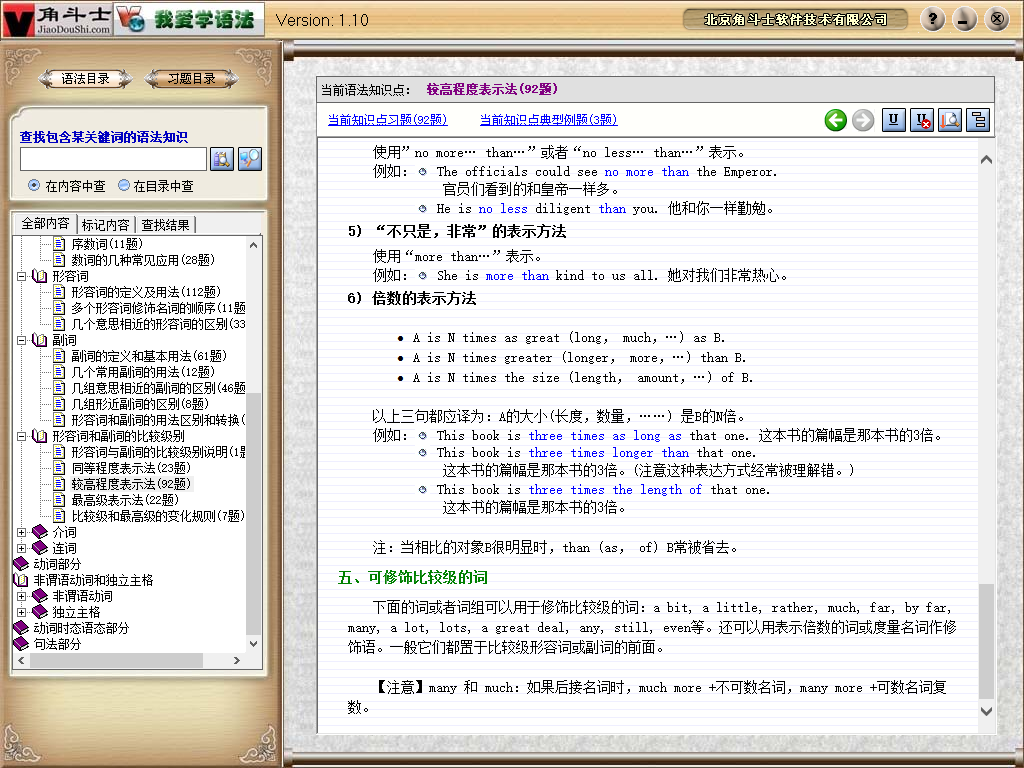 角斗士
JiaoDouShi.com
我爱学语法
Version: 1.10
北京角斗士软件技术有限公司
语法目录
习题目录
查找包含某关键词的语法知识
在内容中查
在目录中查
全部内容
标记内容
查找结果
序数词(11题)
数词的几种常见应用(28题)
形容词
形容词的定义及用法(112题)
多个形容词修饰名词的顺序(11题
几个意思相近的形容词的区别(33
副词
副词的定义和基本用法(61题)
几个常用副词的用法(12题)
几组意思相近的副词的区别(46题
几组形近副词的区别(8题)
形容词和副词的用法区别和转换(
形容词和副词的比较级别
形容词与副词的比较级别说明(1题
同等程度表示法(23题)
较高程度表示法(92题)
最高级表示法(22题)
比较级和最高级的变化规则(7题)
介词
连词
动词部分
非谓语动词和独立主格
非谓语动词
独立主格
动词时态语态部分
句法部分
当前语法知识点： 较高程度表示法(92题)
当前知识点习题(92题)
当前知识点典型例题(3题)
使用”no more… than…”或者“no less… than…”表示。
例如： The officials could see no more than the Emperor.
官员们看到的和皇帝一样多。
He is no less diligent than you. 他和你一样勤勉。
5) “不只是，非常”的表示方法
使用“more than…”表示。
例如： She is more than kind to us all. 她对我们非常热心。
6) 倍数的表示方法
• A is N times as great (long， much，…) as B.
• A is N times greater (longer， more，…) than B.
• A is N times the size (length， amount，…) of B.
以上三句都应译为：A的大小(长度，数量，……) 是B的N倍。
例如： This book is three times as long as that one. 这本书的篇幅是那本书的3倍。
This book is three times longer than that one.
这本书的篇幅是那本书的3倍。(注意这种表达方式经常被理解错。)
This book is three times the length of that one.
这本书的篇幅是那本书的3倍。
注：当相比的对象B很明显时，than (as， of) B常被省去。
五、可修饰比较级的词
下面的词或者词组可以用于修饰比较级的词：a bit, a little, rather, much, far, by far,
many, a lot, lots, a great deal, any, still, even等。还可以用表示倍数的词或度量名词作修
饰语。一般它们都置于比较级形容词或副词的前面。
【注意】many 和 much：如果后接名词时，much more +不可数名词，many more +可数名词复
数。